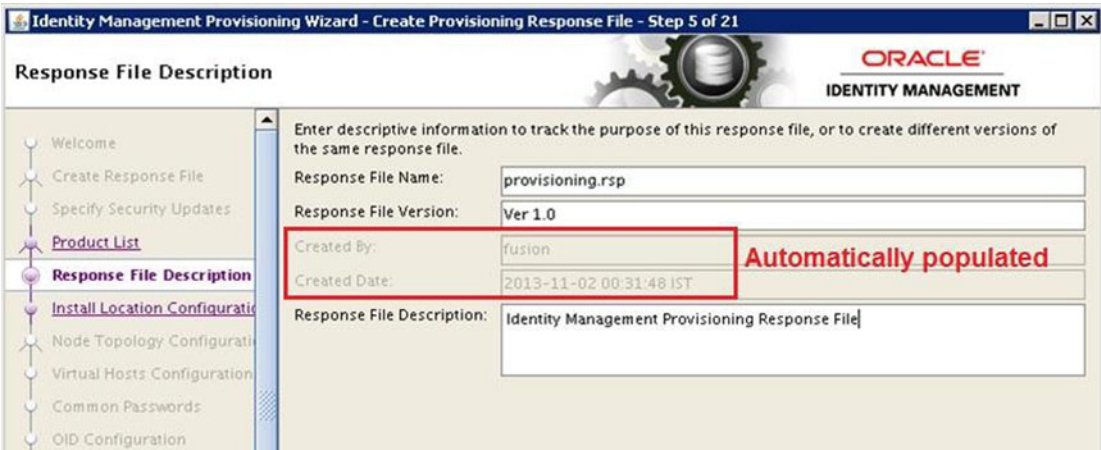 Identity Management Provisioning Wizard - Create Provisioning Response File - Step 5 of 21
Response File Description
ORACLE
IDENTITY MANAGEMENT
Welcome
Create Response File
Specify Security Updates
Product List
Response File Description
Install Location Configuratio
Node Topology Configurati
Virtual Hosts Configuration
Common Passwords
OID Configuration
Enter descriptive information to track the purpose of this response file, or to create different versions of
the same response file.
Response File Name: provisioning.rsp
Response File Version: Ver 1.0
Created By: fusion
Created Date: 2013-11-02 00:31:48 IST
Automatically populated
Response File Description: Identity Management Provisioning Response File